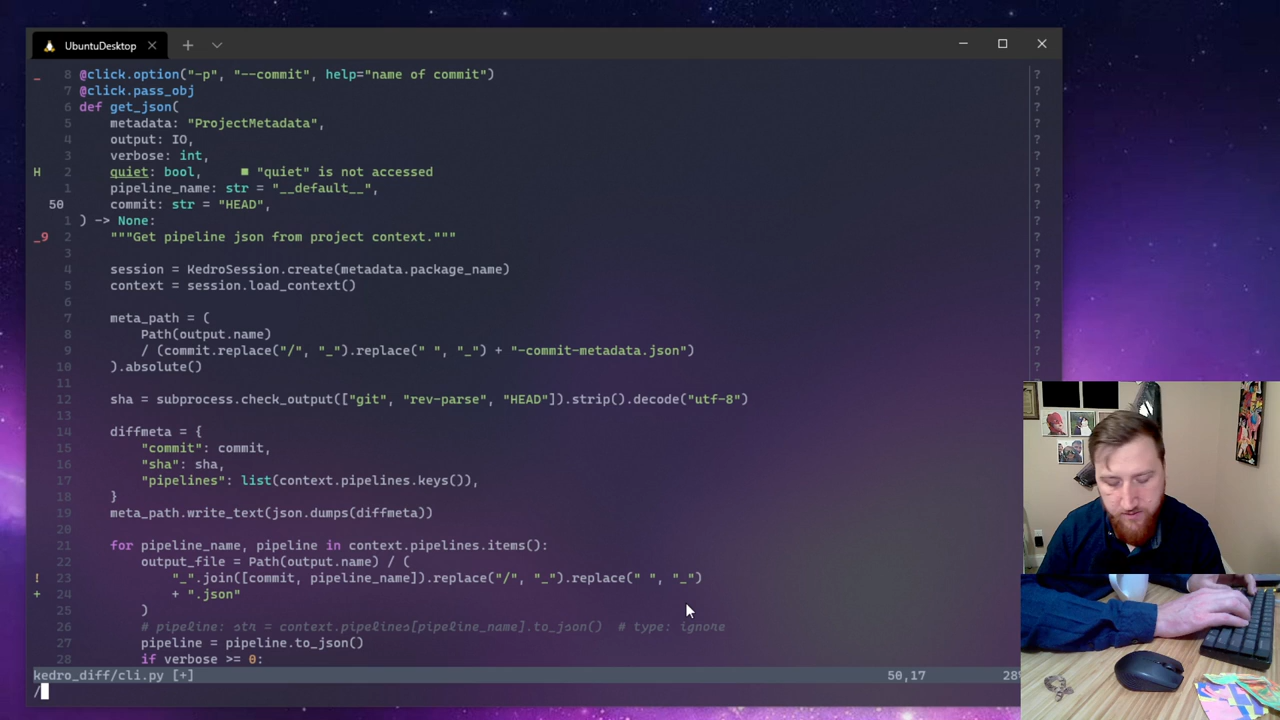 UbuntuDesktop
_ 8 @click.option("-p", "--commit", help="name of commit") ?
7 @click.pass_obj ?
6 def get_json( ?
5 metadata: "ProjectMetadata", ?
4 output: IO, ?
3 verbose: int, ?
H 2 quiet: bool, ■ "quiet" is not accessed ?
1 pipeline_name: str = "__default__", ?
50 commit: str = "HEAD", ?
1 ) -> None: ?
_9 2 """Get pipeline json from project context.""" ?
3 ?
4 session = KedroSession.create(metadata.package_name) ?
5 context = session.load_context() ?
6 ?
7 meta_path = ( ?
8 Path(output.name) ?
9 / (commit.replace("/", "_").replace(" ", "_") + "-commit-metadata.json") ?
10 ).absolute() ?
11
12 sha = subprocess.check_output(["git", "rev-parse", "HEAD"]).strip().decode("utf-8")
13
14 diffmeta = {
15 "commit": commit,
16 "sha": sha,
17 "pipelines": list(context.pipelines.keys()),
18 }
19 meta_path.write_text(json.dumps(diffmeta))
20
21 for pipeline_name, pipeline in context.pipelines.items():
22 output_file = Path(output.name) / (
! 23 "_".join([commit, pipeline_name]).replace("/", "_").replace(" ", "_")
+ 24 + ".json"
25 )
26 # pipeline: str = context.pipelines[pipeline_name].to_json() # type: ignore
27 pipeline = pipeline.to_json()
28 if verbose >= 0:
kedro_diff/cli.py [+] 50,17 28
/